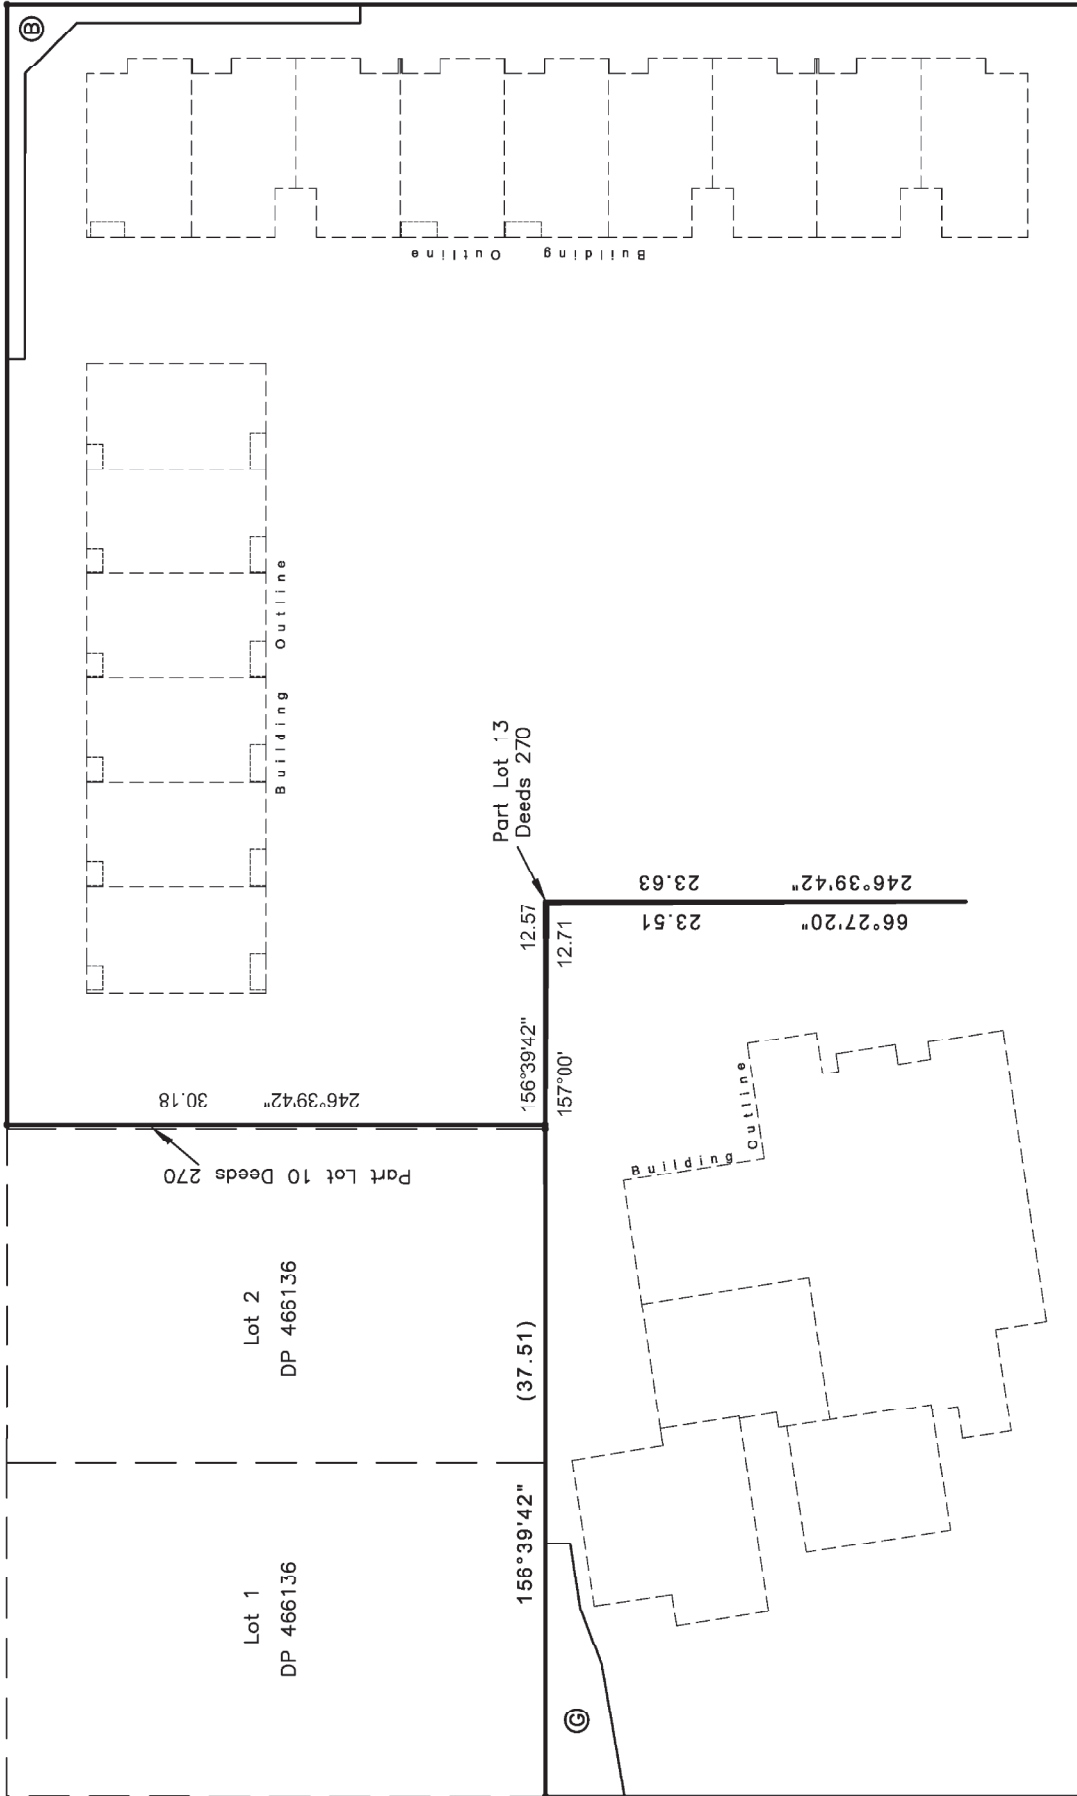 B
Building Outline
Building Outline
Part Lot 13
Deeds 270
23.63 246°39'42"
23.51 66°27'20"
156°39'42" 12.57
157°00' 12.71
30.18 246°39'42"
Part Lot 10 Deeds 270
Building
Outline
Lot 2
DP 466136
(37.51)
156°39'42"
Lot 1
DP 466136
G